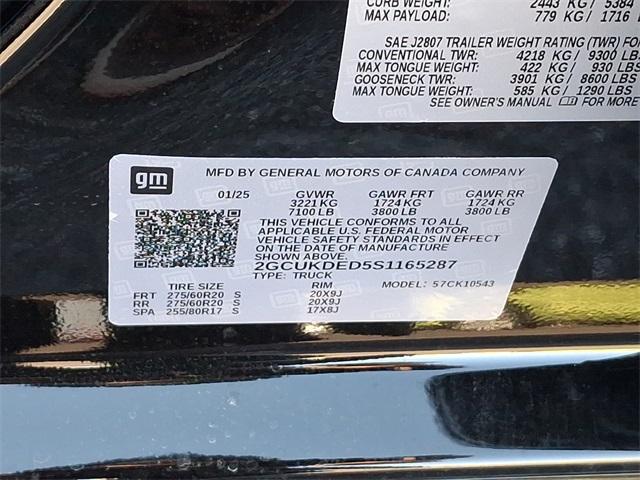 CURB WEIGHT: 2443 KG/ 5384
MAX PAYLOAD: 779 KG/ 1716
SAE J2807 TRAILER WEIGHT RATING (TWR) FO
CONVENTIONAL TWR: 4218 KG/ 9300 LBS
MAX TONGUE WEIGHT: 422 KG/ 930 LBS
GOOSENECK TWR: 3901 KG/ 8600 LBS
MAX TONGUE WEIGHT: 585 KG/ 1290 LBS
SEE OWNER'S MANUAL FOR MORE
gm
MFD BY GENERAL MOTORS OF CANADA COMPANY
01/25 GVWR GAWR FRT GAWR RR
3221 KG 1724 KG 1724 KG
7100 LB 3800 LB 3800 LB
THIS VEHICLE CONFORMS TO ALL
APPLICABLE U.S. FEDERAL MOTOR
VEHICLE SAFETY STANDARDS IN EFFECT
ON THE DATE OF MANUFACTURE
SHOWN ABOVE.
2GCUKDED5S1165287
TYPE: TRUCK
TIRE SIZE RIM MODEL: 57CK10543
FRT 275/60R20 S 20X9J
RR 275/60R20 S 20X9J
SPA 255/80R17 S 17X8J